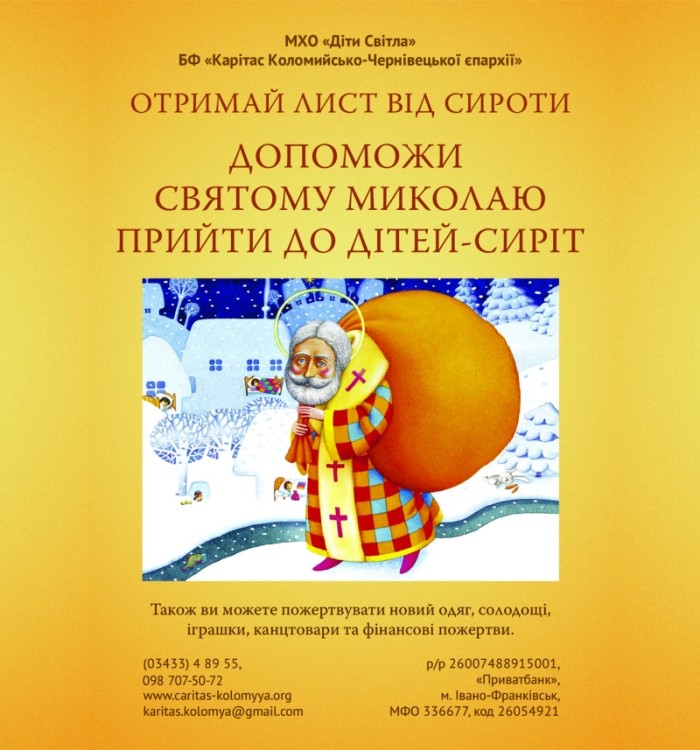 МХО «Діти Світла»
БФ «Карітас Коломийсько-Чернівецької єпархії»
ОТРИМАЙ ЛИСТ ВІД СИРОТИ
ДОПОМОЖИ
СВЯТОМУ МИКОЛАЮ
ПРИЙТИ ДО ДІТЕЙ-СИРІТ
Також ви можете пожертвувати новий одяг, солодощі,
іграшки, канцтовари та фінансові пожертви.
(03433) 4 89 55,
098 707-50-72
www.caritas-kolomyya.org
karitas.kolomya@gmail.com
р/р 26007488915001,
«Приватбанк»,
м. Івано-Франківськ,
МФО 336677, код 26054921